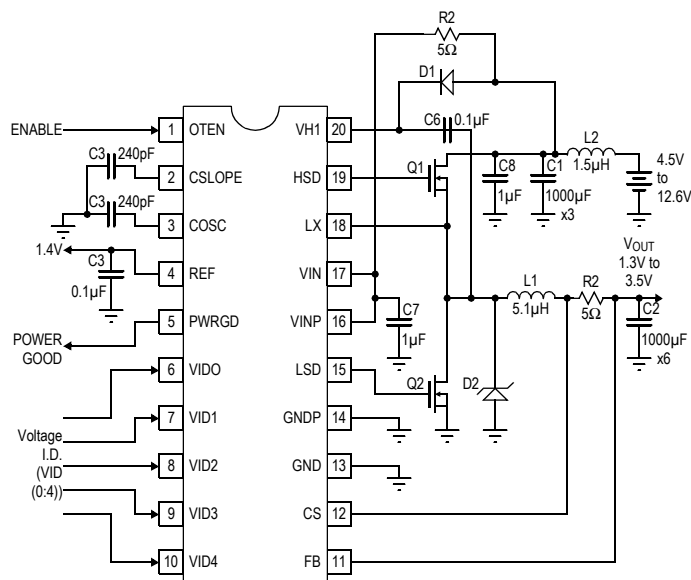 R2
5Ω
D1
C6 0.1µF
ENABLE
1 OTEN
VH1 20
L2
1.5µH
4.5V
to
12.6V
C3 240pF
2 CSLOPE
HSD 19
Q1
C8
1µF
C1
1000µF
x3
C3 240pF
3 COSC
LX 18
1.4V
C3
0.1µF
4 REF
VIN 17
VOUT
1.3V to
3.5V
L1
5.1µH
R2
5Ω
C2
1000µF
x6
POWER
GOOD
5 PWRGD
VINP 16
C7
1µF
6 VIDO
LSD 15
Q2
D2
Voltage
I.D.
(VID
(0:4))
7 VID1
GNDP 14
8 VID2
GND 13
9 VID3
CS 12
10 VID4
FB 11